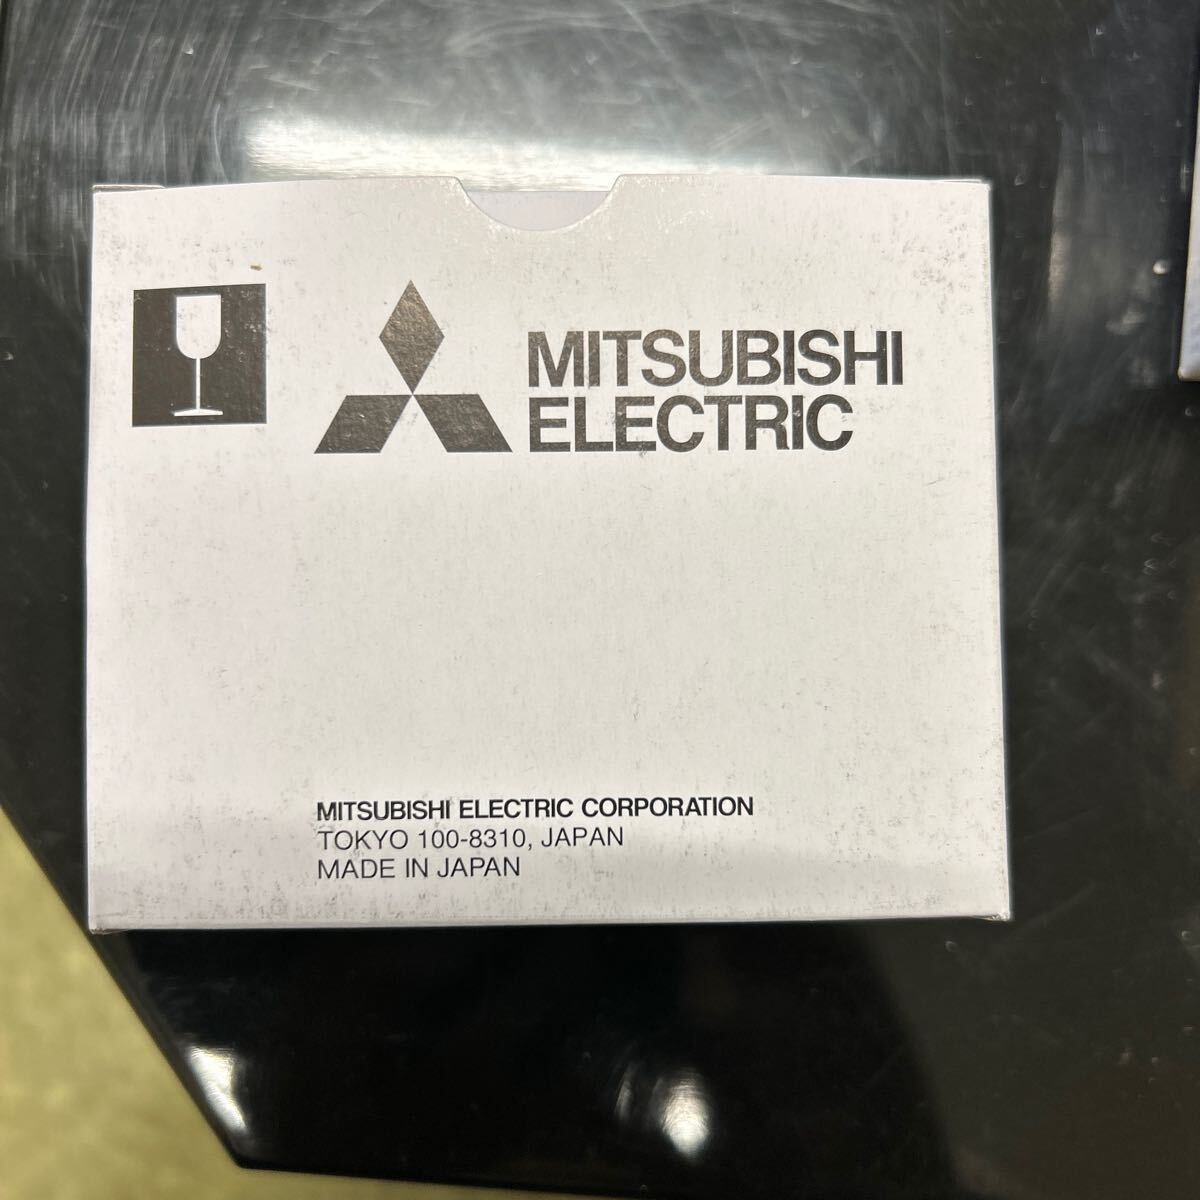 MITSUBISHI
ELECTRIC
MITSUBISHI ELECTRIC CORPORATION
TOKYO 100-8310, JAPAN
MADE IN JAPAN